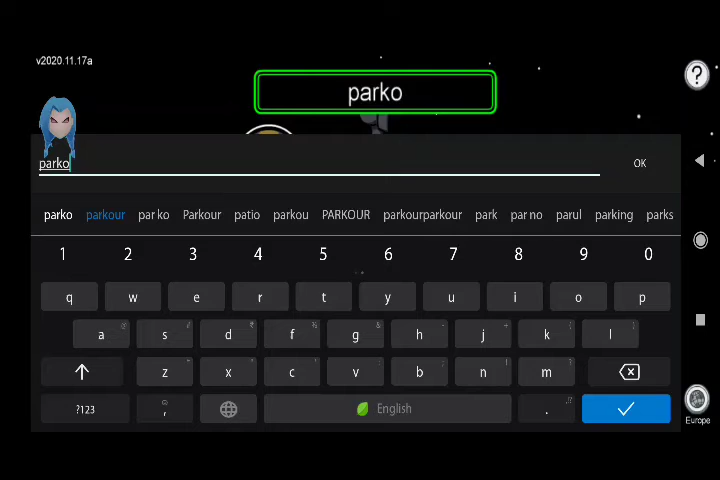 v2020.11.17a
?
parko
parko
OK
parko parkour par ko Parkour patio parkou PARKOUR parkourparkour park par no parul parking parks
1 2 3 4 5 6 7 8 9 0
q w e r t y u i o p
a s d f g h j k l
z x c v b n m
?123 , English .
Europe